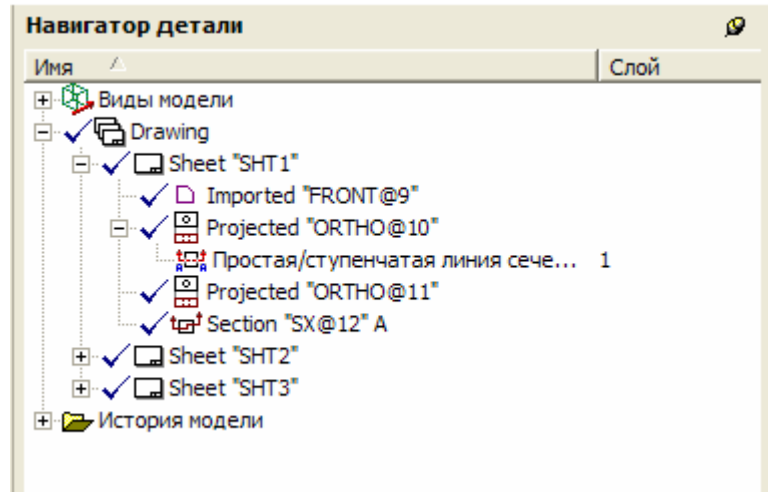 Навигатор детали
Имя Слой
Виды модели
Drawing
Sheet "SHT1"
Imported "FRONT@9"
Projected "ORTHO@10"
Простая/ступенчатая линия сече... 1
Projected "ORTHO@11"
Section "SX@12" A
Sheet "SHT2"
Sheet "SHT3"
История модели